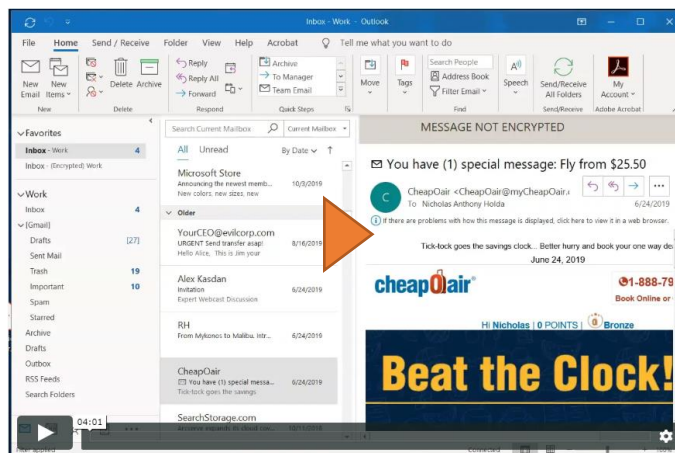 Inbox - Work - Outlook
File Home Send / Receive Folder View Help Acrobat Tell me what you want to do
New Email
New Items
Delete
Archive
Reply
Reply All
Forward
Archive
To Manager
Team Email
Move
Tags
Search People
Address Book
Filter Email
Speech
Send/Receive All Folders
My Account
New Delete Respond Quick Steps Find Send/Receive Adobe Acrobat
Favorites
Inbox - Work 4
Inbox - (Encrypted) Work
Work
Inbox 4
[Gmail]
Drafts [27]
Sent Mail
Trash 19
Important 10
Spam
Starred
Archive
Drafts
Outbox
RSS Feeds
Search Folders
Search Current Mailbox Current Mailbox
All Unread By Date
Microsoft Store
Announcing the newest memb... 10/3/2019
New colors, new sizes, new
Older
YourCEO@evilcorp.com
URGENT Send transfer asap! 8/16/2019
Hello Alice, This is Jim your
Alex Kasdan
Invitation 6/24/2019
Expert Webcast Discussion
RH
From Mykonos to Malibu. Intr... 6/24/2019
CheapOair
You have (1) special messa... 6/24/2019
Tick-tock goes the savings
SearchStorage.com
MESSAGE NOT ENCRYPTED
You have (1) special message: Fly from $25.50
C
CheapOair <CheapOair@myCheapOair.
To Nicholas Anthony Holda 6/24/2019
If there are problems with how this message is displayed, click here to view it in a web browser.
Tick-tock goes the savings clock... Better hurry and book your one way
June 24, 2019
cheapOair® 1-888-79
Book Online or
Hi Nicholas | 0 POINTS | Bronze
Beat the Clock!
04:01